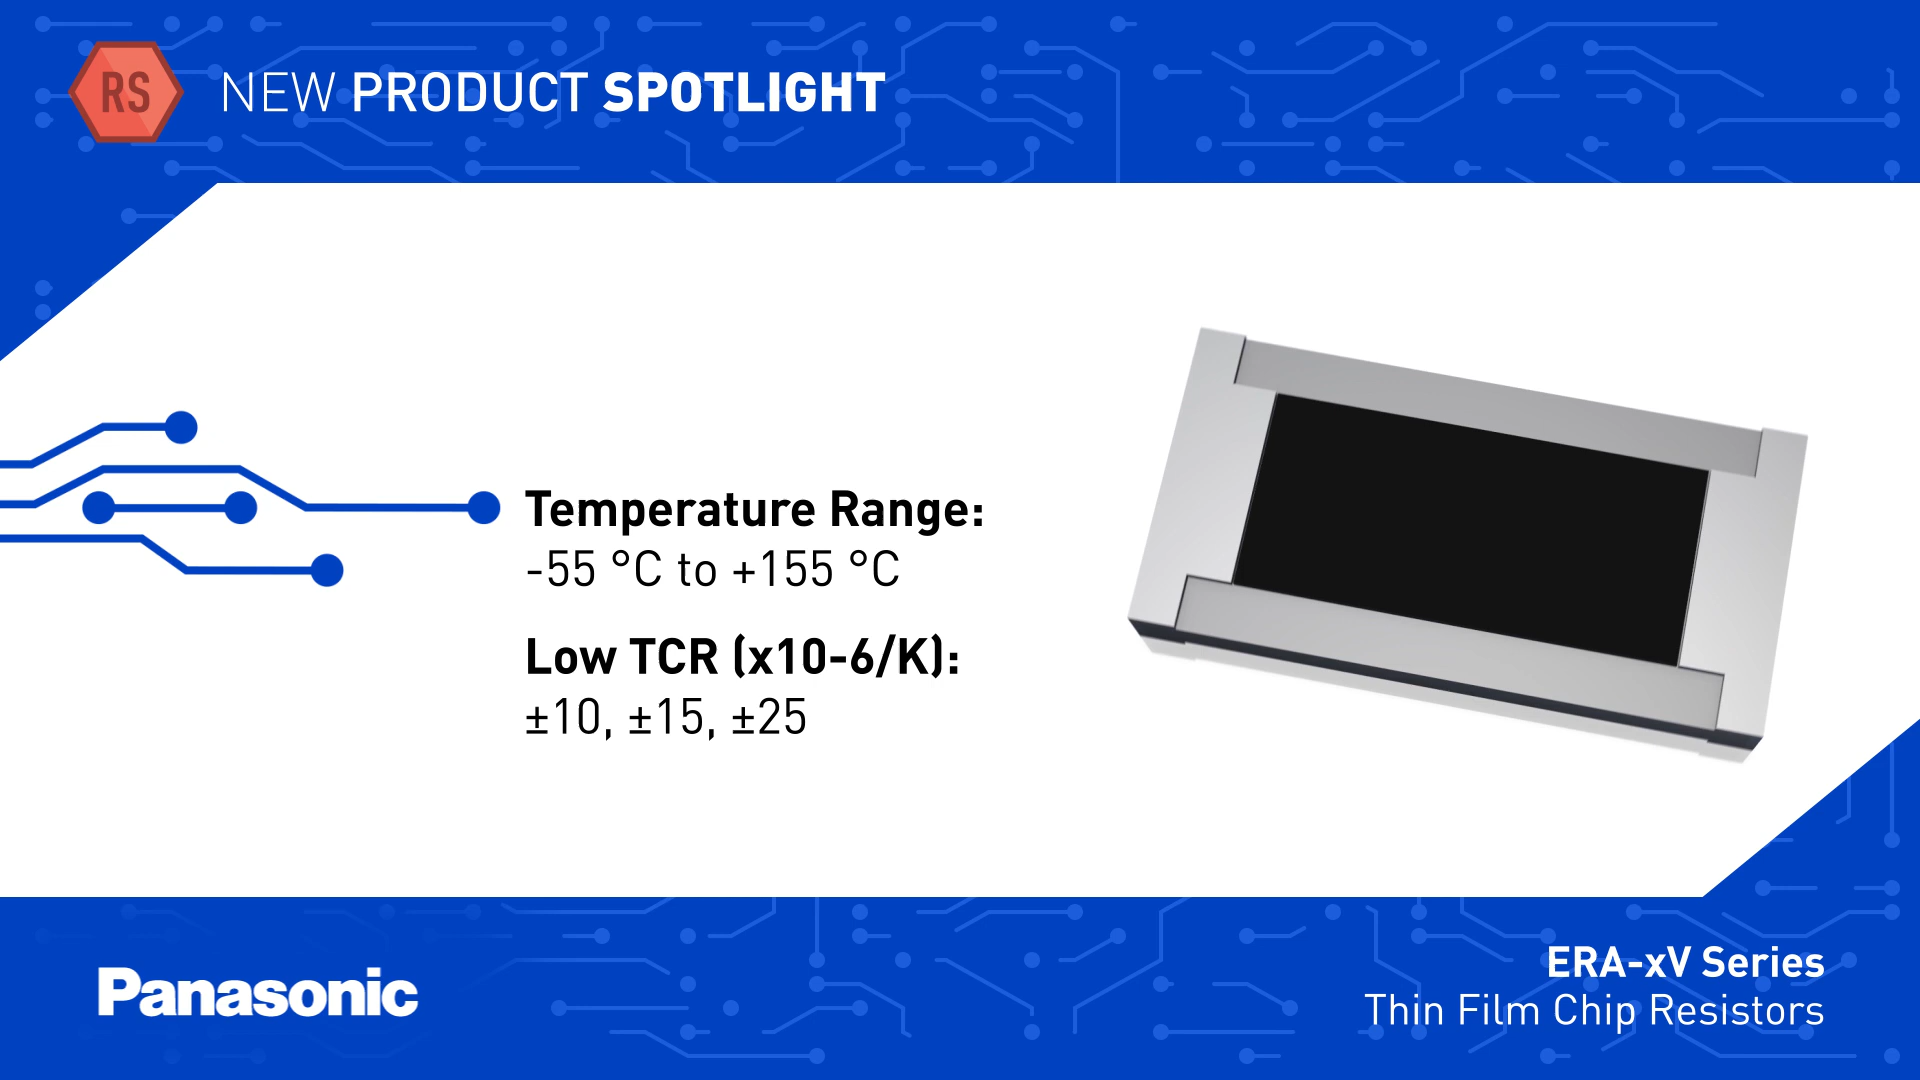 RS
NEW PRODUCT SPOTLIGHT
Temperature Range:
-55 °C to +155 °C
Low TCR (x10-6/K):
±10, ±15, ±25
Panasonic
ERA-xV Series
Thin Film Chip Resistors